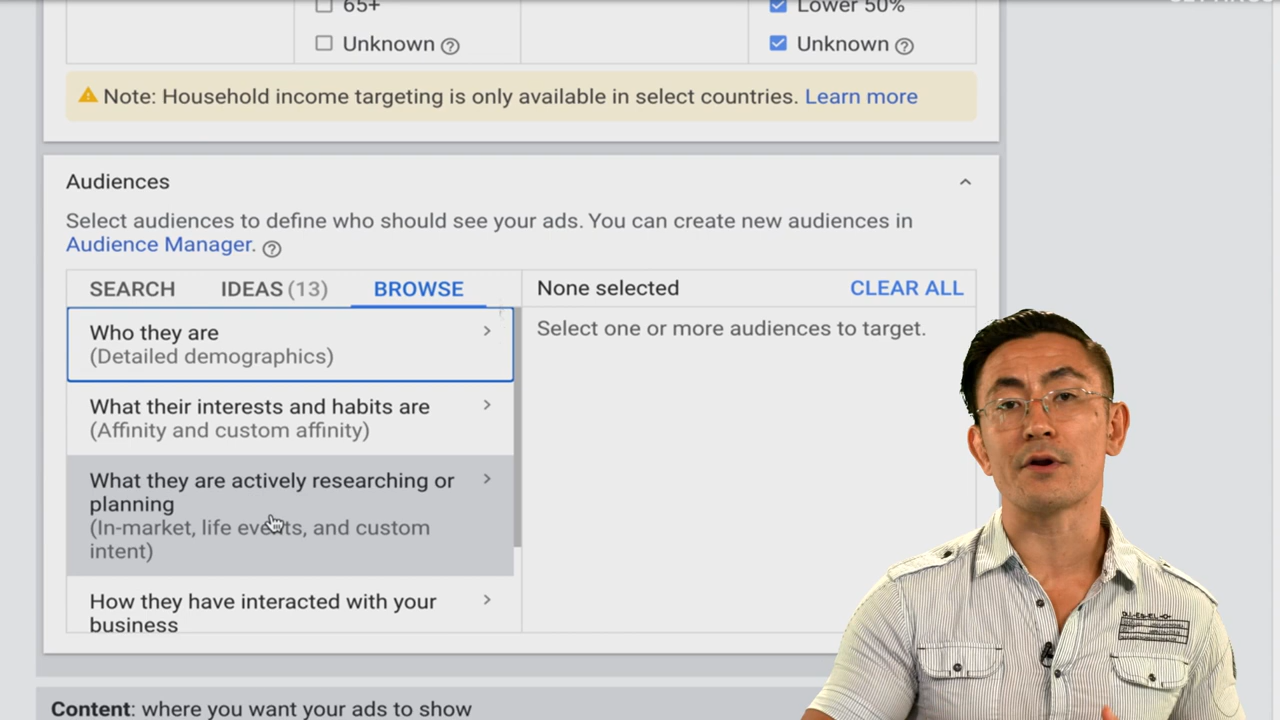 65+
Lower 50%
Unknown
Unknown
Note: Household income targeting is only available in select countries. Learn more
Audiences
Select audiences to define who should see your ads. You can create new audiences in
Audience Manager.
SEARCH IDEAS (13) BROWSE
None selected CLEAR ALL
Who they are
(Detailed demographics)
Select one or more audiences to target.
What their interests and habits are
(Affinity and custom affinity)
What they are actively researching or
planning
(In-market, life events, and custom
intent)
How they have interacted with your
business
Content: where you want your ads to show